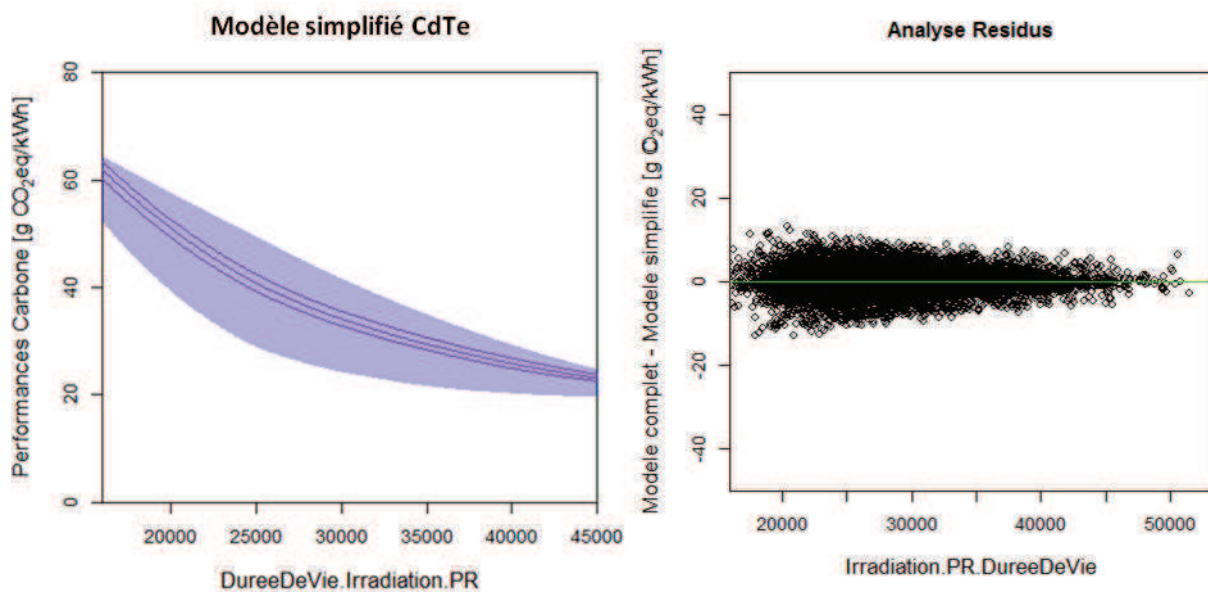 Modèle simplifié CdTe
Performances Carbone [g CO₂eq/kWh]
80
60
40
20
0
20000 25000 30000 35000 40000 45000
DureeDeVie.Irradiation.PR
Analyse Residus
Modele complet - Modele simplifie [g CO₂eq/kWh]
40
20
0
-20
-40
20000 30000 40000 50000
Irradiation.PR.DureeDeVie